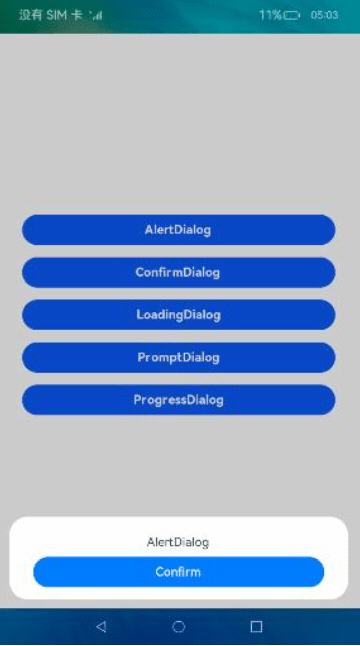 没有 SIM 卡
11%
05:03
AlertDialog
ConfirmDialog
LoadingDialog
PromptDialog
ProgressDialog
AlertDialog
Confirm